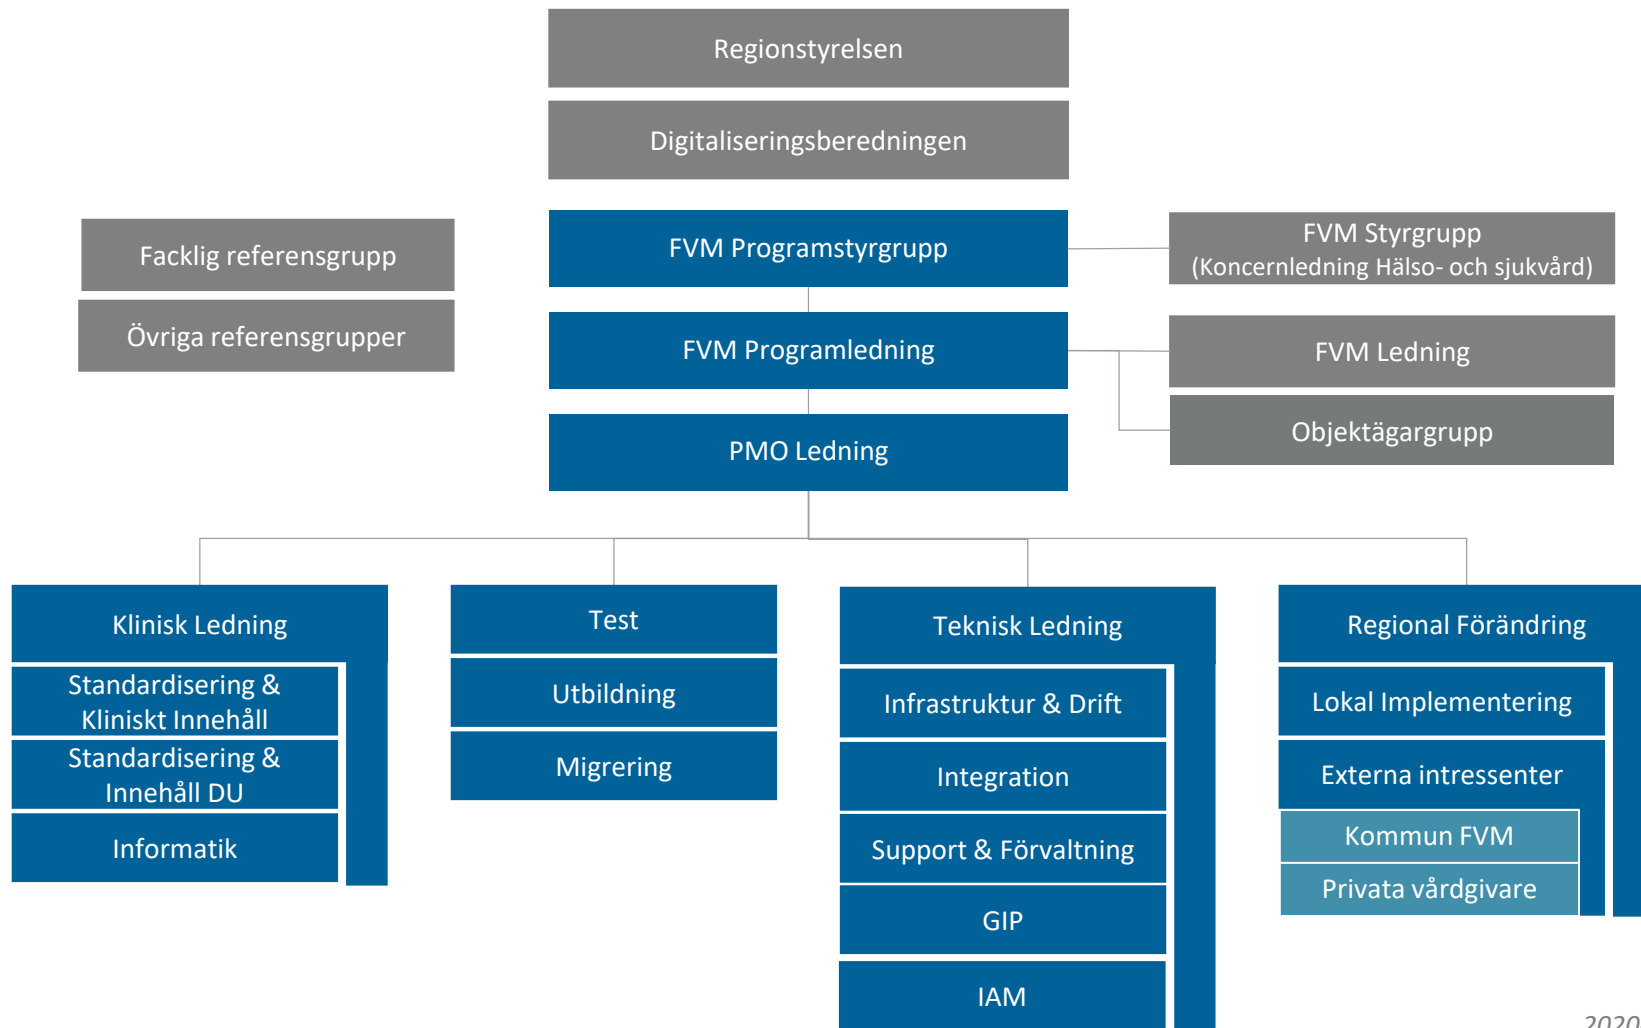 Regionstyrelsen
Digitaliseringsberedningen
Facklig referensgrupp
Övriga referensgrupper
FVM Programstyrgrupp
FVM Styrgrupp
(Koncernledning Hälso- och sjukvård)
FVM Programledning
FVM Ledning
Objektägargrupp
PMO Ledning
Klinisk Ledning
Standardisering &
Kliniskt Innehåll
Standardisering &
Innehåll DU
Informatik
Test
Utbildning
Migrering
Teknisk Ledning
Infrastruktur & Drift
Integration
Support & Förvaltning
GIP
IAM
Regional Förändring
Lokal Implementering
Externa intressenter
Kommun FVM
Privata vårdgivare